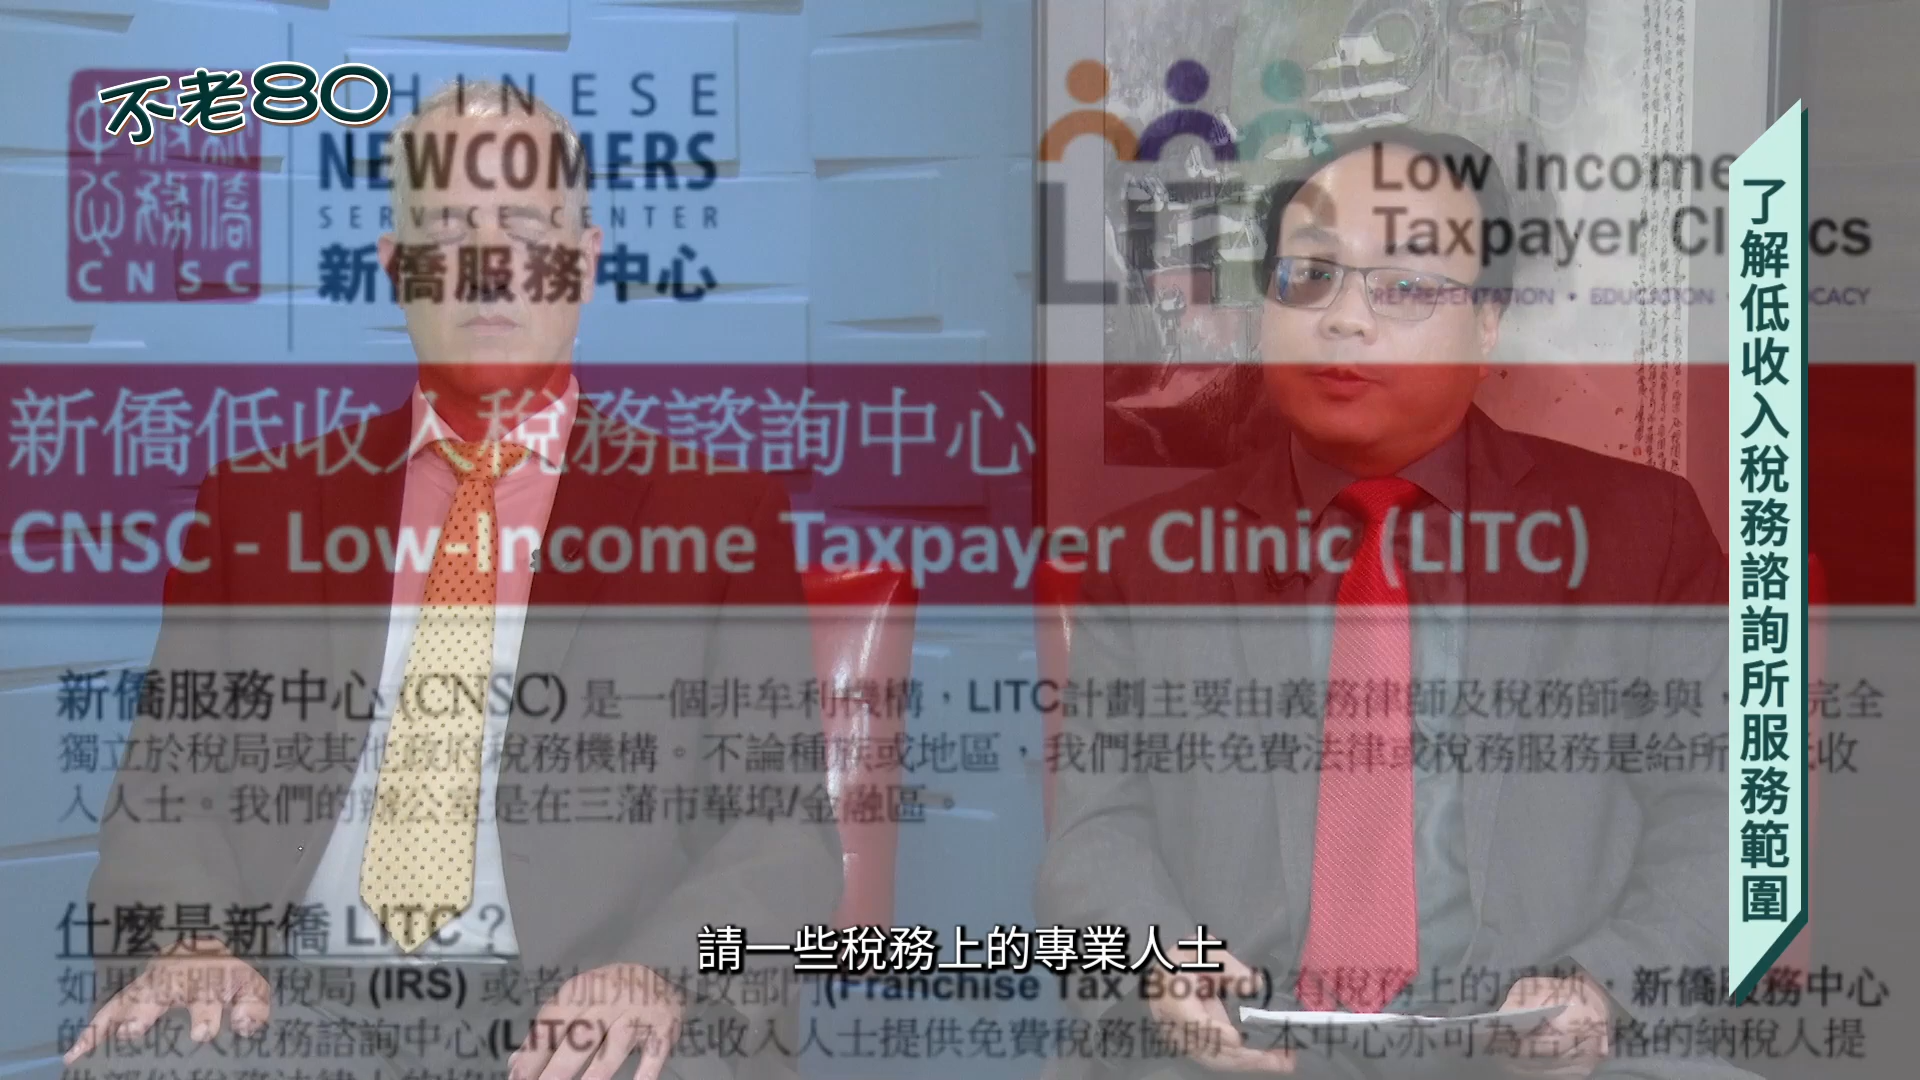 不老80
CHINESE
NEWCOMERS
SERVICE CENTER
新僑服務中心
CNSC
LITC
Low Income
Taxpayer Clinics
REPRESENTATION • EDUCATION
新僑低收入稅務諮詢中心
CNSC - Low-Income Taxpayer Clinic (LITC)
新僑服務中心 (CNSC) 是一個非牟利機構，LITC計劃主要由義務律師及稅務師參與，完全
獨立於稅局或其他政府稅務機構。不論種族或地區，我們提供免費法律或稅務服務是給所低收
入人士。我們的辦公室是在三藩市華埠/金融區。
什麼是新僑 LITC？
如果您跟國稅局 (IRS) 或者加州財政部門(Franchise Tax Board) 有稅務上的爭執，新僑服務中心
的低收入稅務諮詢中心(LITC) 為低收入人士提供免費稅務協助，本中心亦可為合資格的納稅人提
請一些稅務上的專業人士
了解低收入稅務諮詢所服務範圍